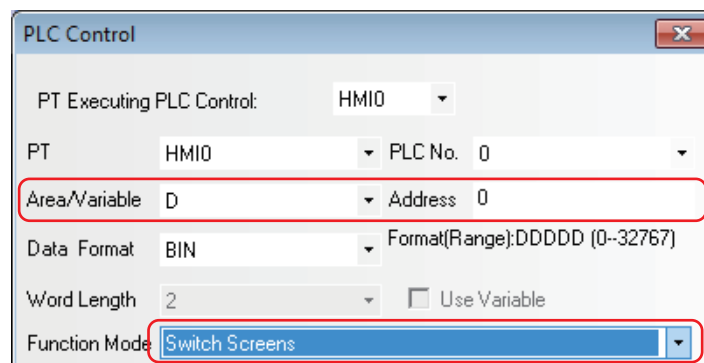 PLC Control
PT Executing PLC Control: HMI0
PT HMI0 PLC No. 0
Area/Variable D Address 0
Data Format BIN Format(Range):DDDDD (0--32767)
Word Length 2 Use Variable
Function Mode Switch Screens